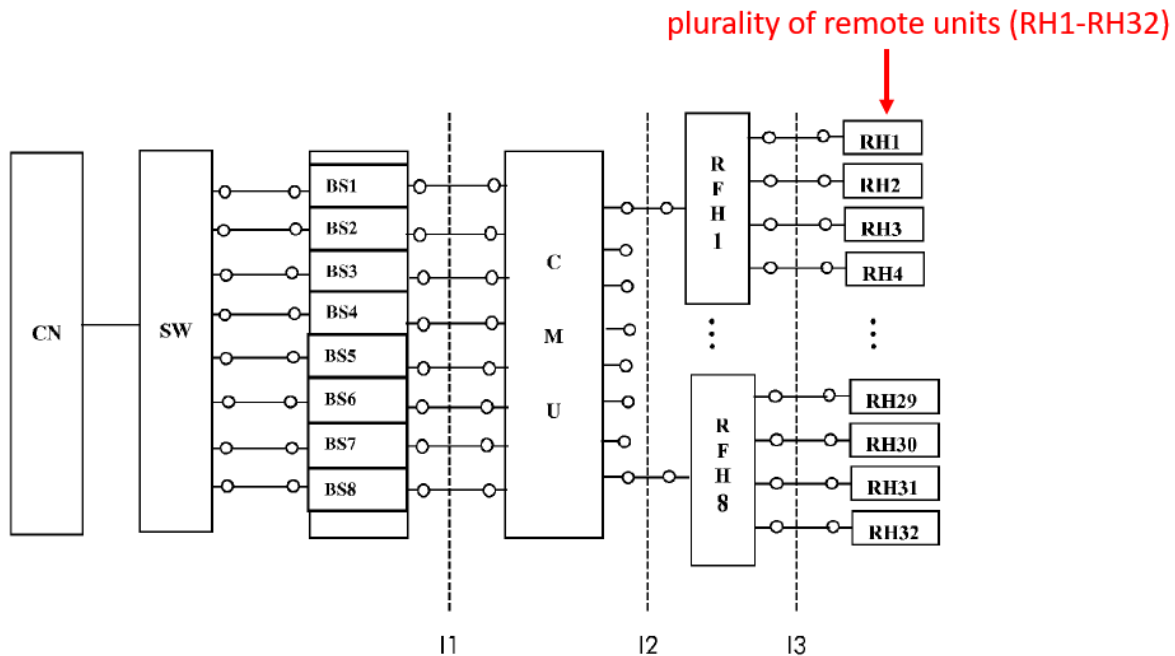 plurality of remote units (RH1-RH32)
CN
SW
BS1
BS2
BS3
BS4
BS5
BS6
BS7
BS8
C
M
U
R
F
H
1
RH1
RH2
RH3
RH4
R
F
H
8
RH29
RH30
RH31
RH32
I1
I2
I3